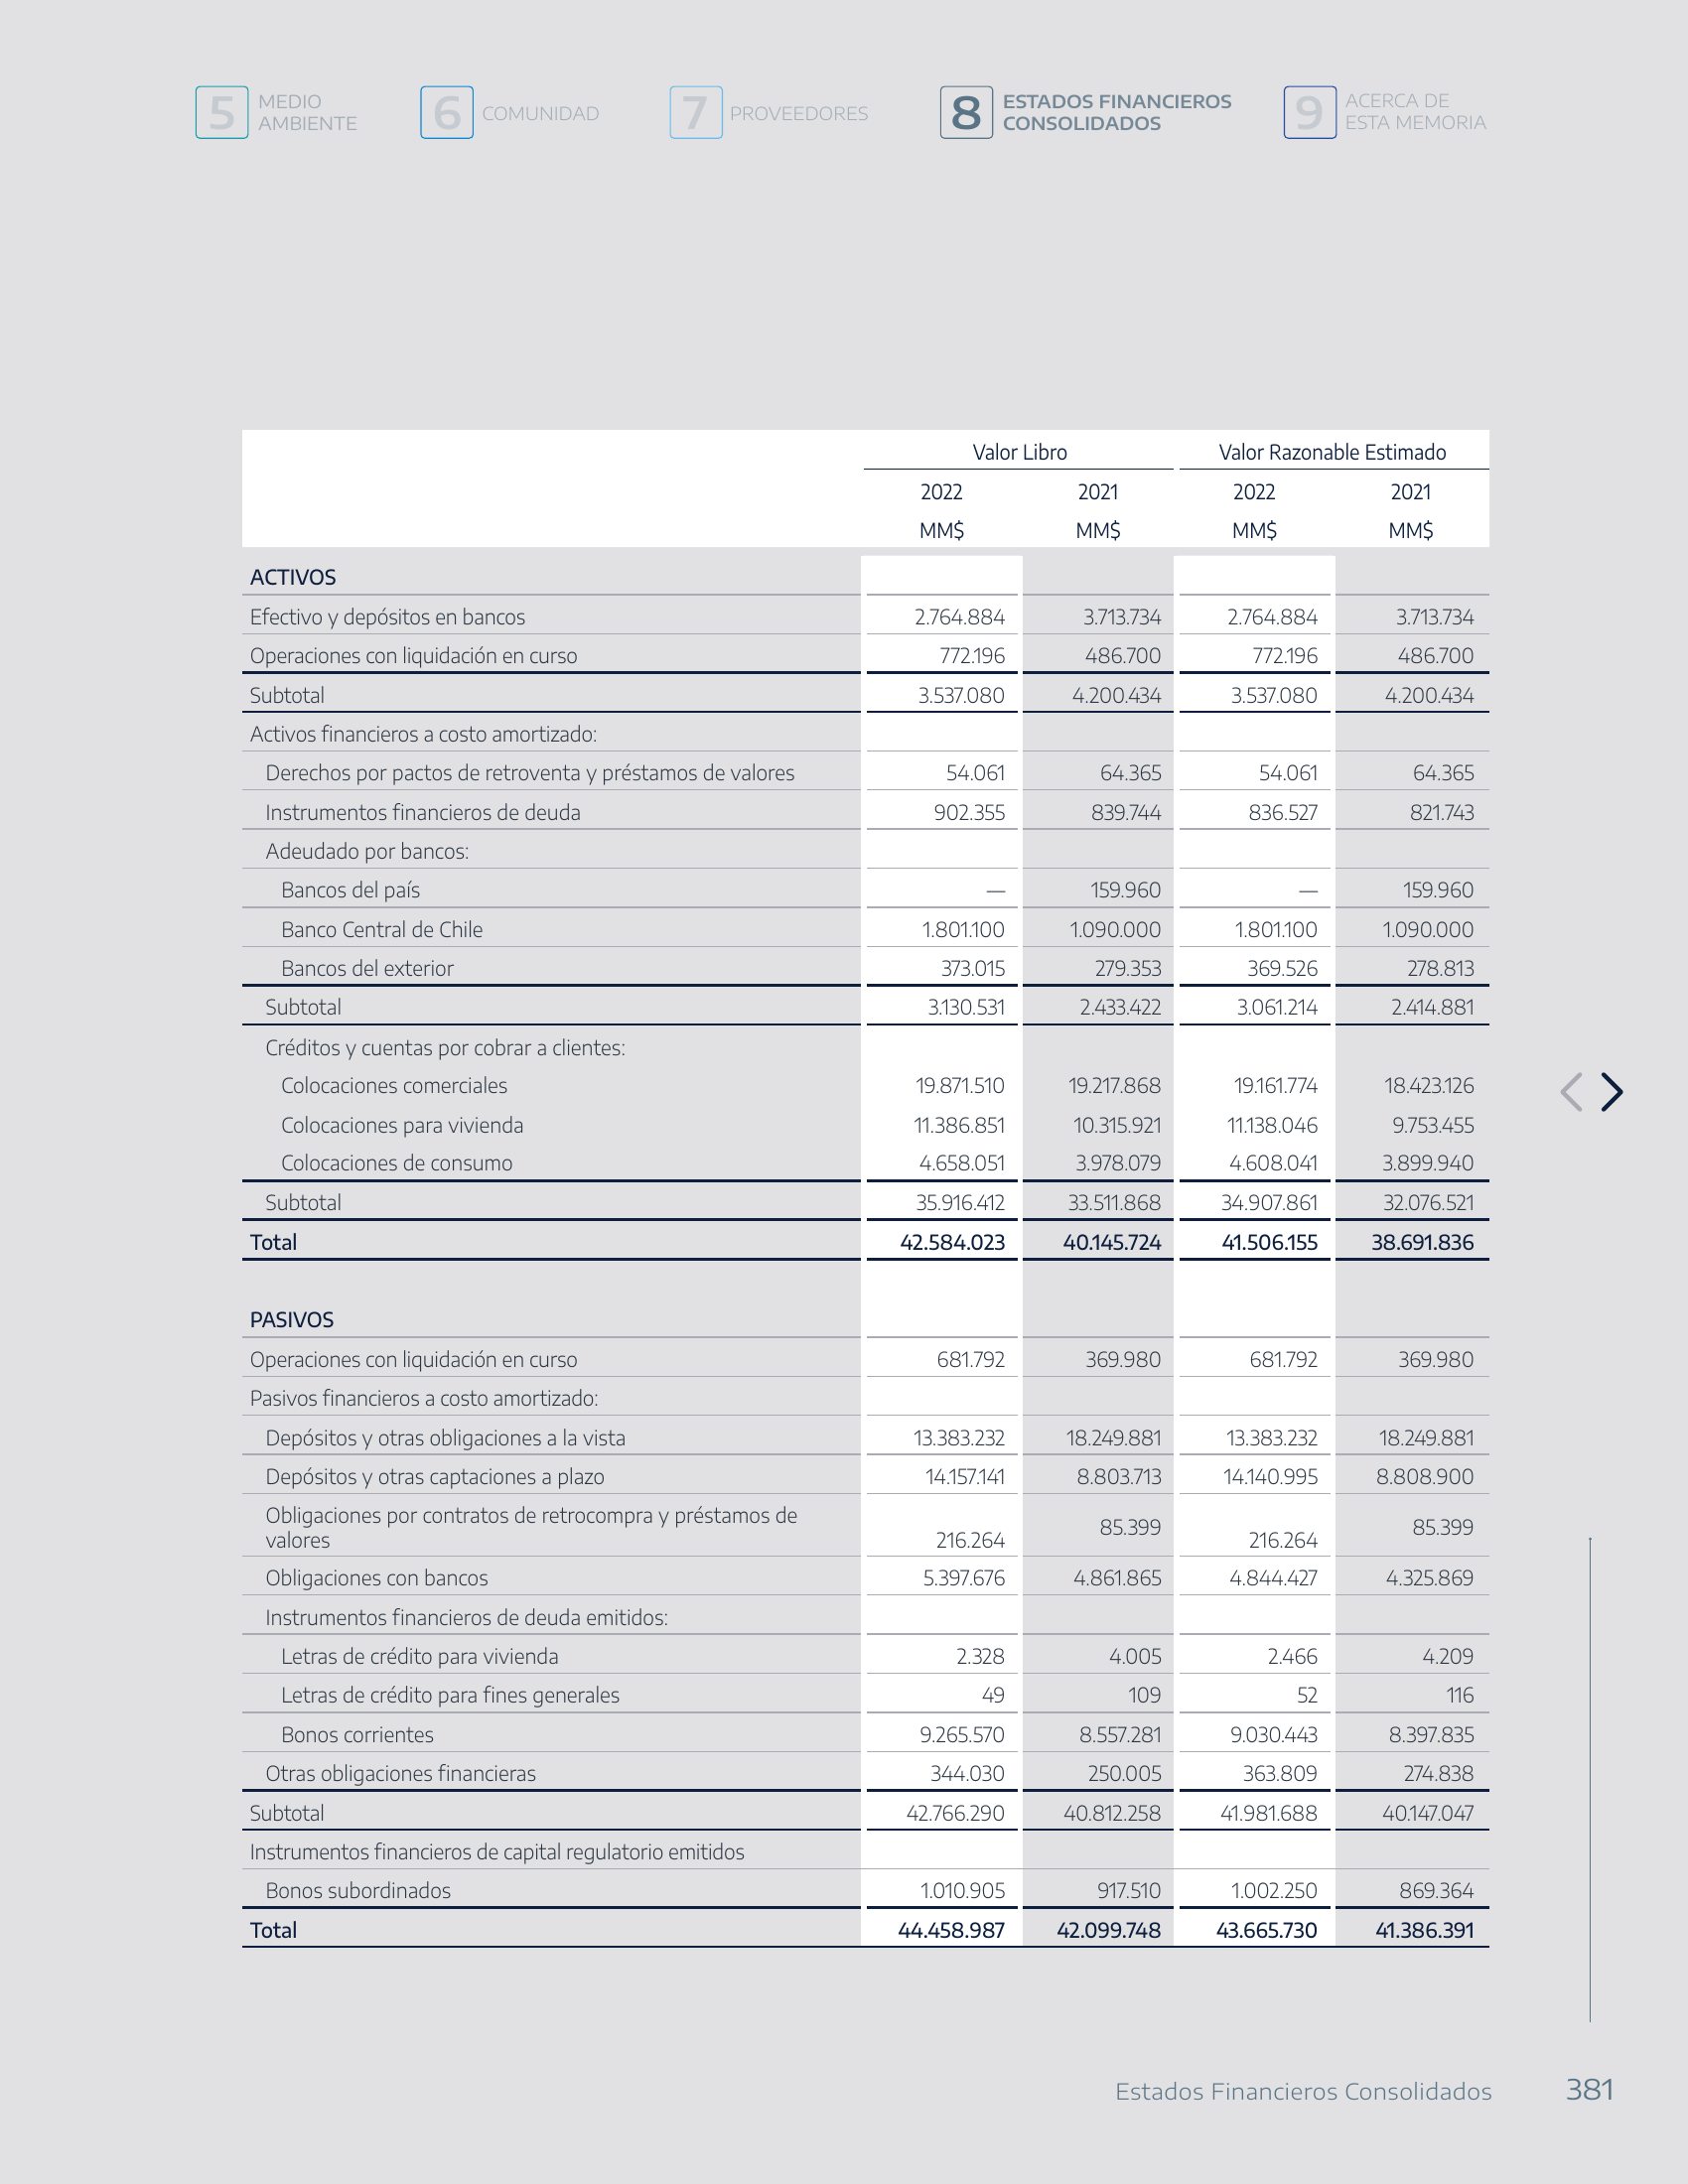 5 MEDIO AMBIENTE
6 COMUNIDAD
7 PROVEEDORES
8 ESTADOS FINANCIEROS CONSOLIDADOS
9 ACERCA DE ESTA MEMORIA
Valor Libro Valor Razonable Estimado
2022 2021 2022 2021
MM$ MM$ MM$ MM$
ACTIVOS
Efectivo y depósitos en bancos 2.764.884 3.713.734 2.764.884 3.713.734
Operaciones con liquidación en curso 772.196 486.700 772.196 486.700
Subtotal 3.537.080 4.200.434 3.537.080 4.200.434
Activos financieros a costo amortizado:
Derechos por pactos de retroventa y préstamos de valores 54.061 64.365 54.061 64.365
Instrumentos financieros de deuda 902.355 839.744 836.527 821.743
Adeudado por bancos:
Bancos del país — 159.960 — 159.960
Banco Central de Chile 1.801.100 1.090.000 1.801.100 1.090.000
Bancos del exterior 373.015 279.353 369.526 278.813
Subtotal 3.130.531 2.433.422 3.061.214 2.414.881
Créditos y cuentas por cobrar a clientes:
Colocaciones comerciales 19.871.510 19.217.868 19.161.774 18.423.126
Colocaciones para vivienda 11.386.851 10.315.921 11.138.046 9.753.455
Colocaciones de consumo 4.658.051 3.978.079 4.608.041 3.899.940
Subtotal 35.916.412 33.511.868 34.907.861 32.076.521
Total 42.584.023 40.145.724 41.506.155 38.691.836
PASIVOS
Operaciones con liquidación en curso 681.792 369.980 681.792 369.980
Pasivos financieros a costo amortizado:
Depósitos y otras obligaciones a la vista 13.383.232 18.249.881 13.383.232 18.249.881
Depósitos y otras captaciones a plazo 14.157.141 8.803.713 14.140.995 8.808.900
Obligaciones por contratos de retrocompra y préstamos de
valores 216.264 85.399 216.264 85.399
Obligaciones con bancos 5.397.676 4.861.865 4.844.427 4.325.869
Instrumentos financieros de deuda emitidos:
Letras de crédito para vivienda 2.328 4.005 2.466 4.209
Letras de crédito para fines generales 49 109 52 116
Bonos corrientes 9.265.570 8.557.281 9.030.443 8.397.835
Otras obligaciones financieras 344.030 250.005 363.809 274.838
Subtotal 42.766.290 40.812.258 41.981.688 40.147.047
Instrumentos financieros de capital regulatorio emitidos
Bonos subordinados 1.010.905 917.510 1.002.250 869.364
Total 44.458.987 42.099.748 43.665.730 41.386.391
Estados Financieros Consolidados 381